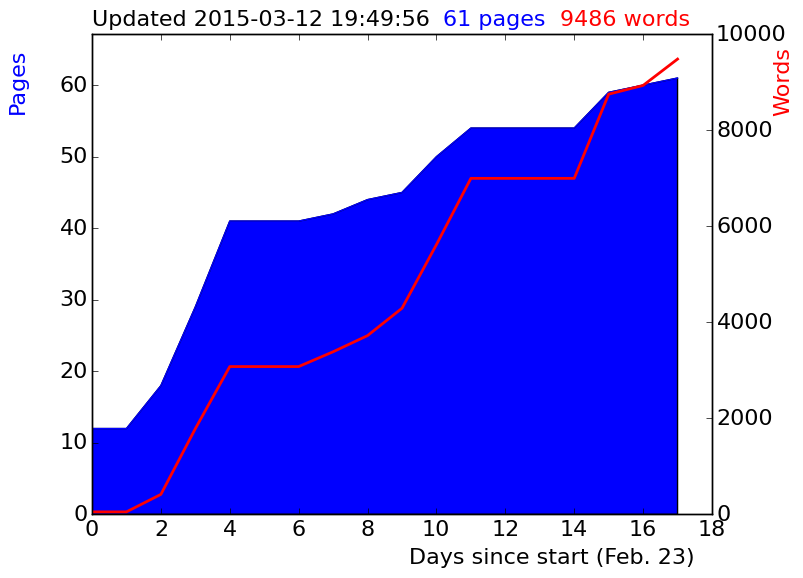 Updated 2015-03-12 19:49:56 61 pages 9486 words
Pages
Words
60
50
40
30
20
10
0
10000
8000
6000
4000
2000
0
0 2 4 6 8 10 12 14 16 18
Days since start (Feb. 23)